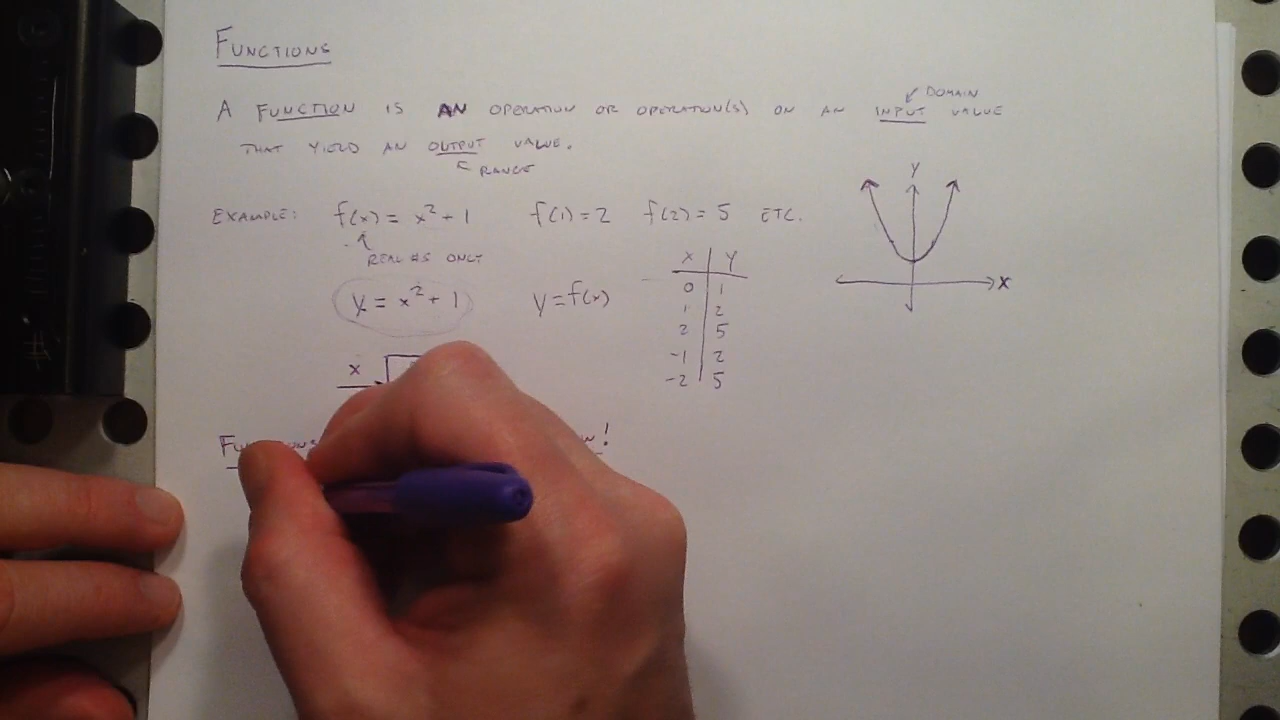 FUNCTIONS
A FUNCTION IS AN OPERATION OR OPERATION(S) ON AN INPUT VALUE
↙ DOMAIN
THAT YIELD AN OUTPUT VALUE.
↖ RANGE
EXAMPLE: f(x) = x² + 1 f(1) = 2 f(2) = 5 ETC.
↑
REAL #S ONLY
y = x² + 1 y = f(x)
X Y
0 1
1 2
2 5
-1 2
-2 5
Y
X
x
!